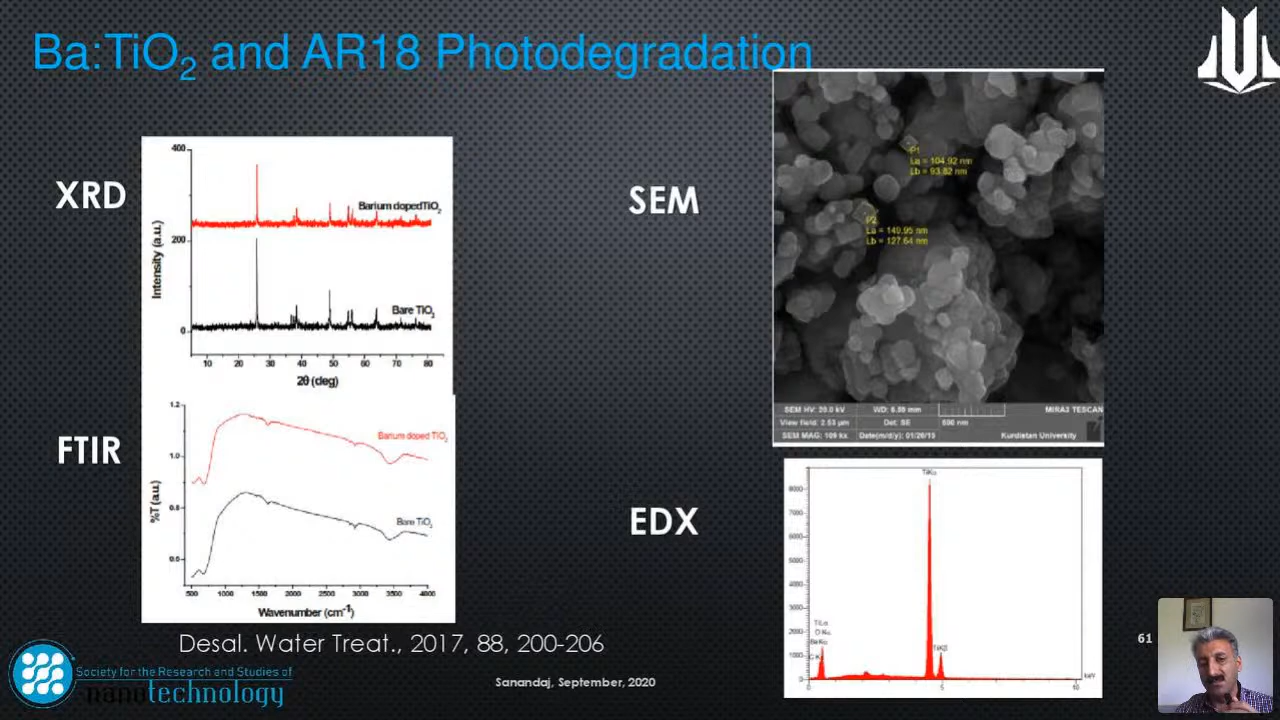 Ba:TiO2 and AR18 Photodegradation
XRD
400
200
0
Intensity (a.u.)
Barium dopedTiO2
Bare TiO2
10 20 30 40 50 60 70 80
2θ (deg)
FTIR
1.2
1.0
0.8
0.6
%T (a.u.)
Barium doped TiO2
Bare TiO2
500 1000 1500 2000 2500 3000 3500 4000
Wavenumber (cm-1)
SEM
P1
La = 104.92 nm
Lb = 93.82 nm
P2
La = 149.95 nm
Lb = 127.64 nm
SEM HV: 20.0 kV WD: 6.59 mm MIRA3 TESCAN
View field: 2.53 µm Det: SE 500 nm
SEM MAG: 109 kx Date(m/d/y): 01/26/15 Kurdistan University
EDX
8000
7000
6000
5000
4000
3000
2000
1000
0
TiKα
TiLα
O Kα
BaKα
TiKβ
keV
0 5 10
Desal. Water Treat., 2017, 88, 200-206
61
Society for the Research and Studies of
nanotechnology
Sanandaj, September, 2020